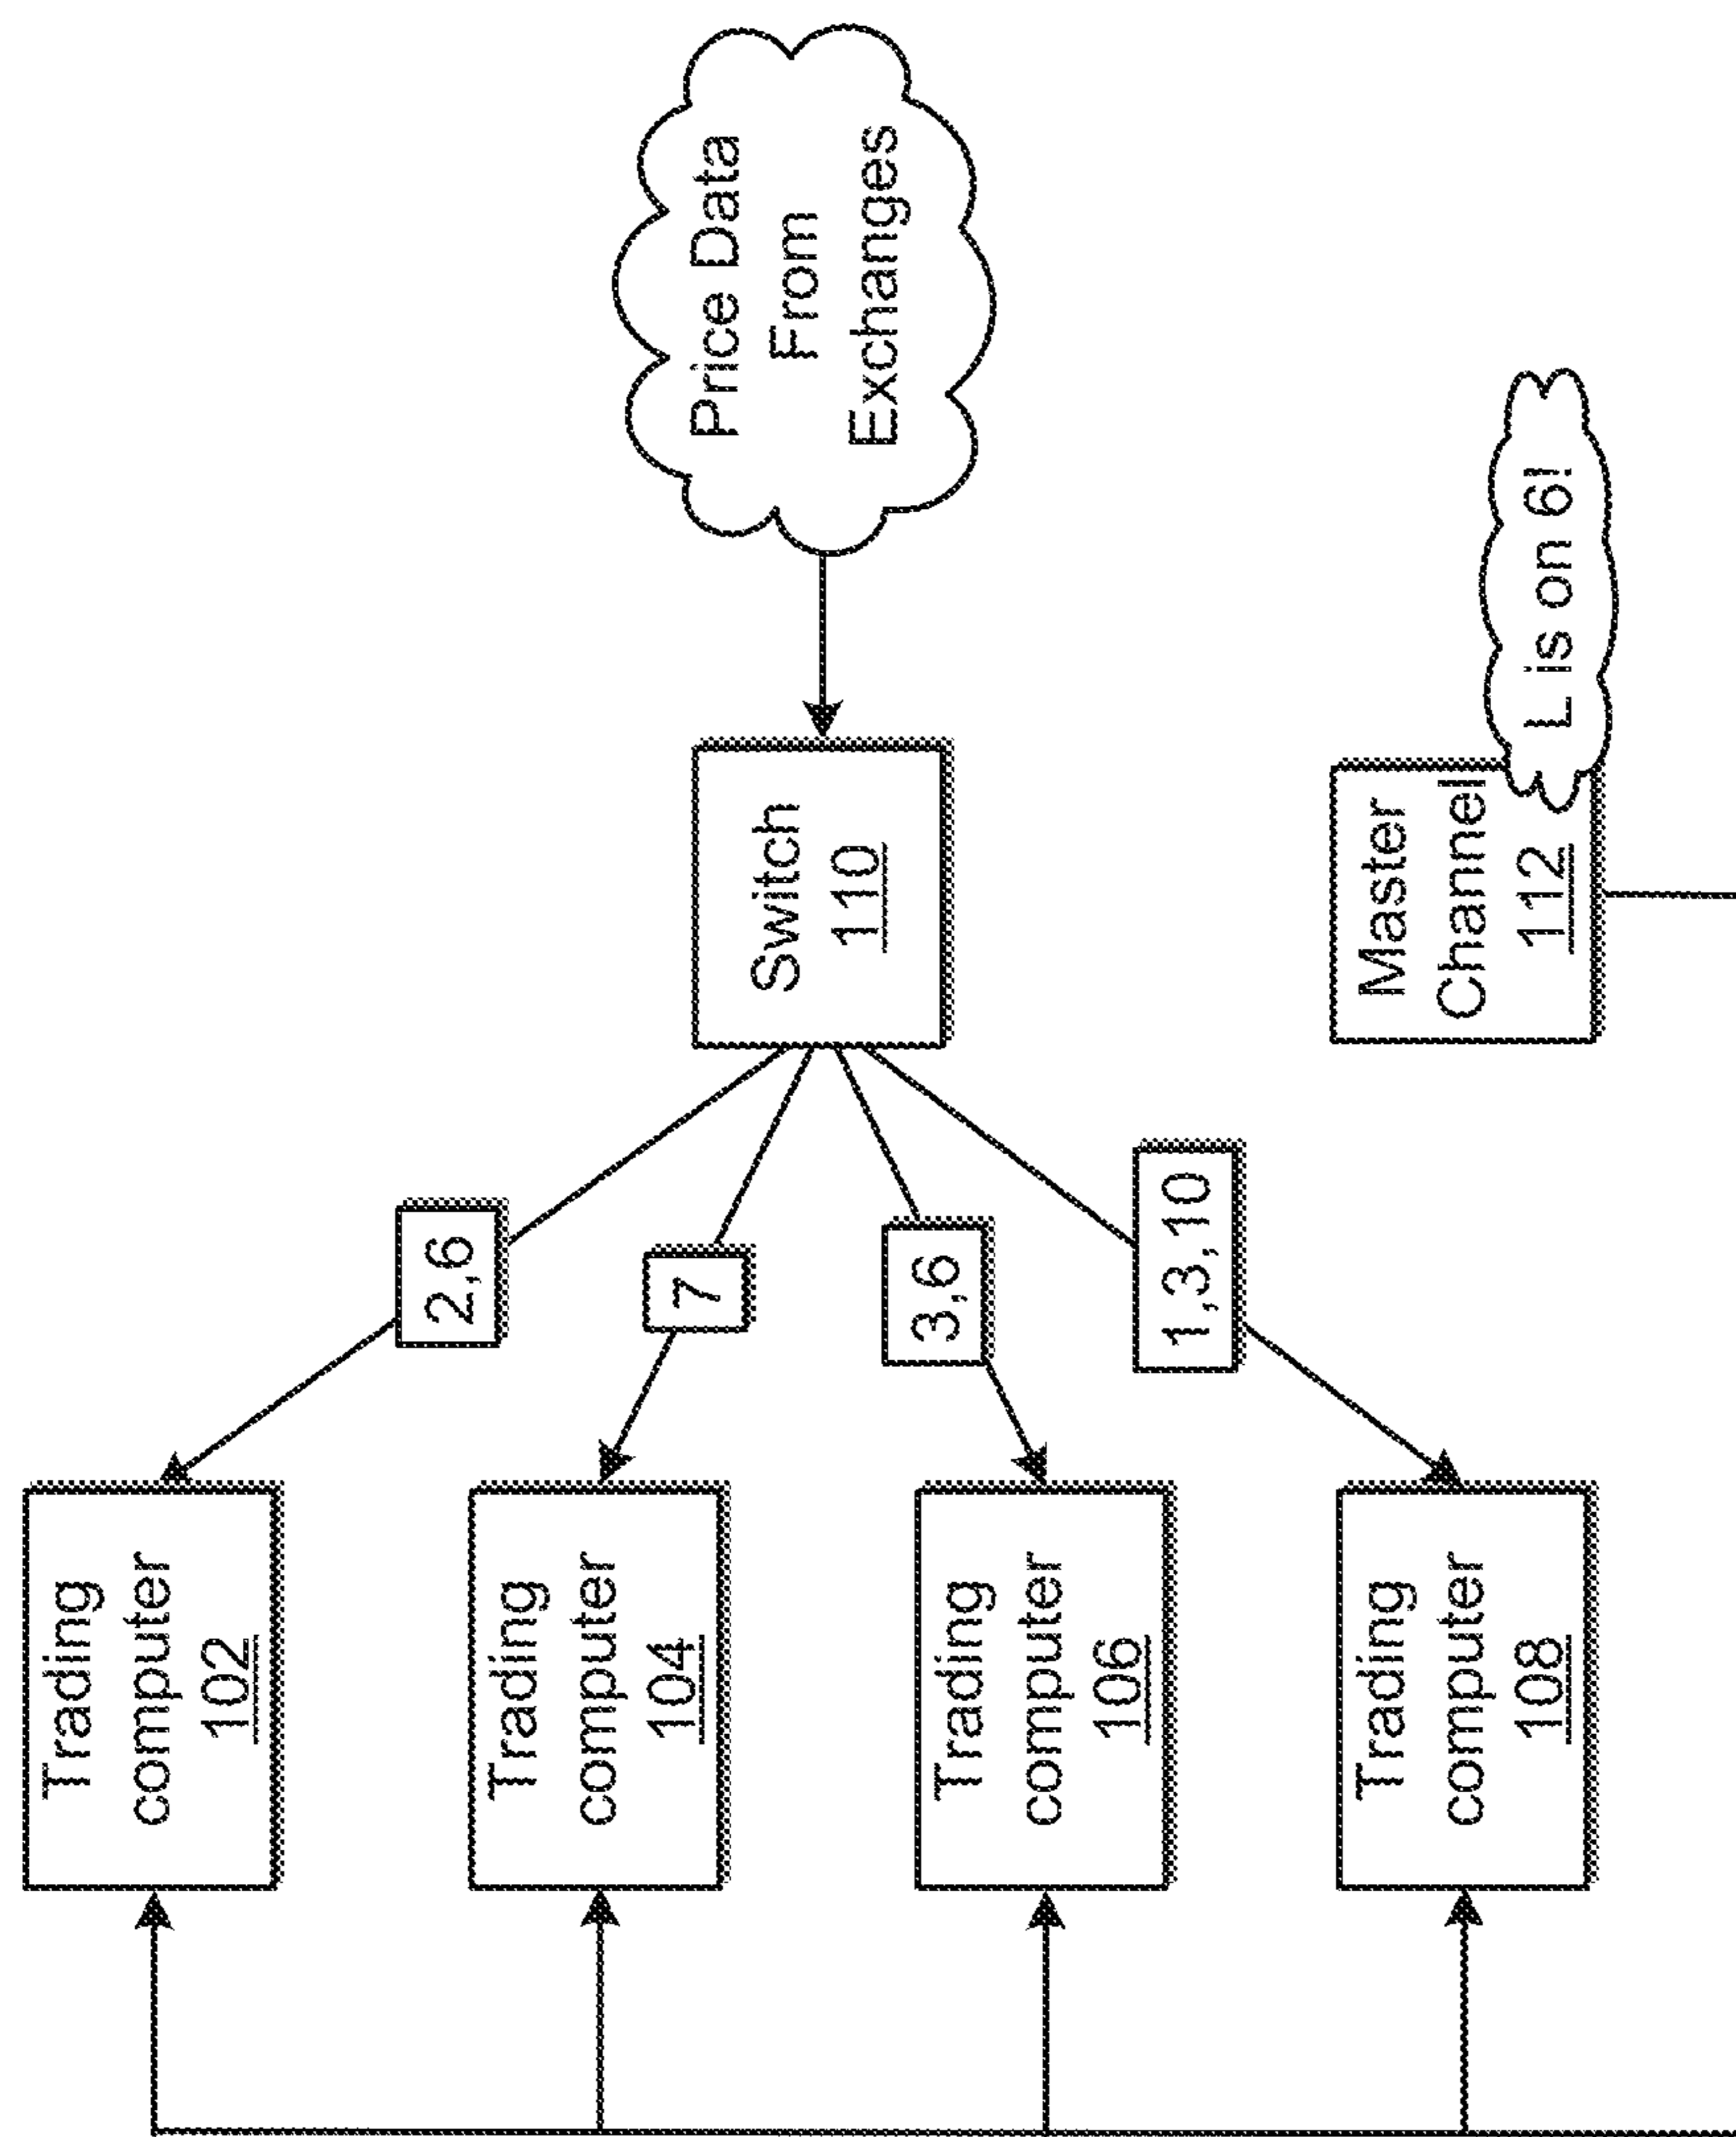 Price Data
From
Exchanges
Switch
110
2,6
7
3,6
1,3,10
Trading
computer
102
Trading
computer
104
Trading
computer
106
Trading
computer
108
Master
Channel
112
L is on 6!